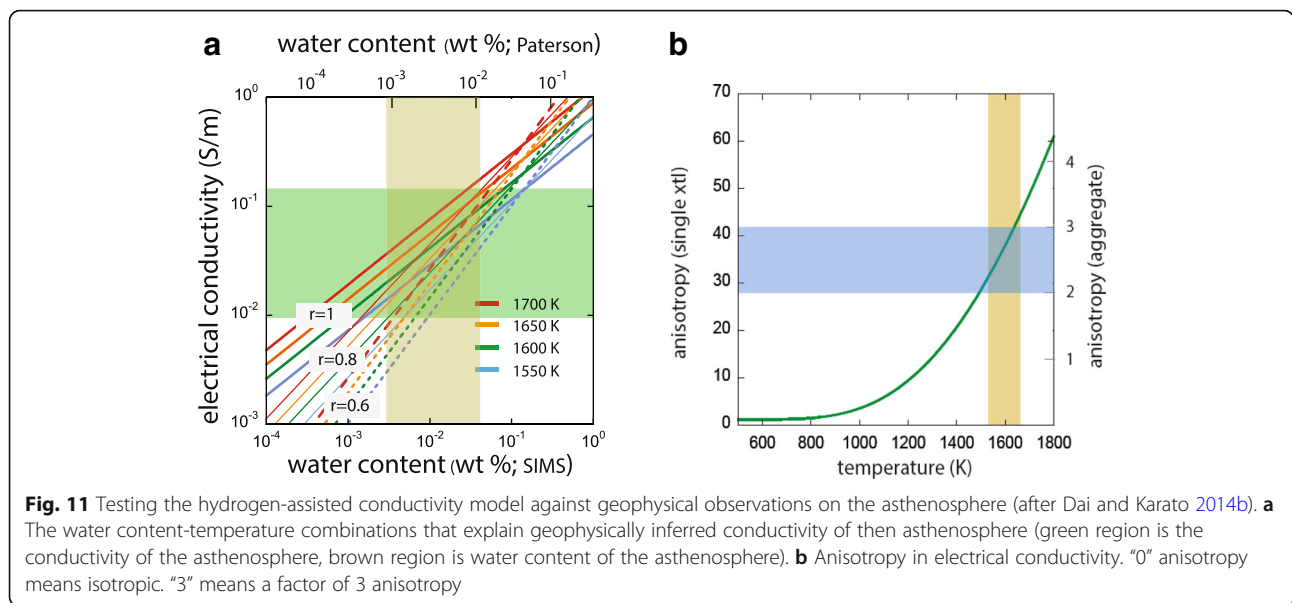 a
water content (wt %; Paterson)
10-4
10-3
10-2
10-1
electrical conductivity (S/m)
100
10-1
10-2
10-3
r=1
r=0.8
r=0.6
1700 K
1650 K
1600 K
1550 K
10-4
10-3
10-2
10-1
100
water content (wt %; SIMS)
b
anisotropy (single xtl)
70
60
50
40
30
20
10
0
anisotropy (aggregate)
4
3
2
1
600
800
1000
1200
1400
1600
1800
temperature (K)
Fig. 11 Testing the hydrogen-assisted conductivity model against geophysical observations on the asthenosphere (after Dai and Karato 2014b). a
The water content-temperature combinations that explain geophysically inferred conductivity of then asthenosphere (green region is the
conductivity of the asthenosphere, brown region is water content of the asthenosphere). b Anisotropy in electrical conductivity. “0” anisotropy
means isotropic. “3” means a factor of 3 anisotropy